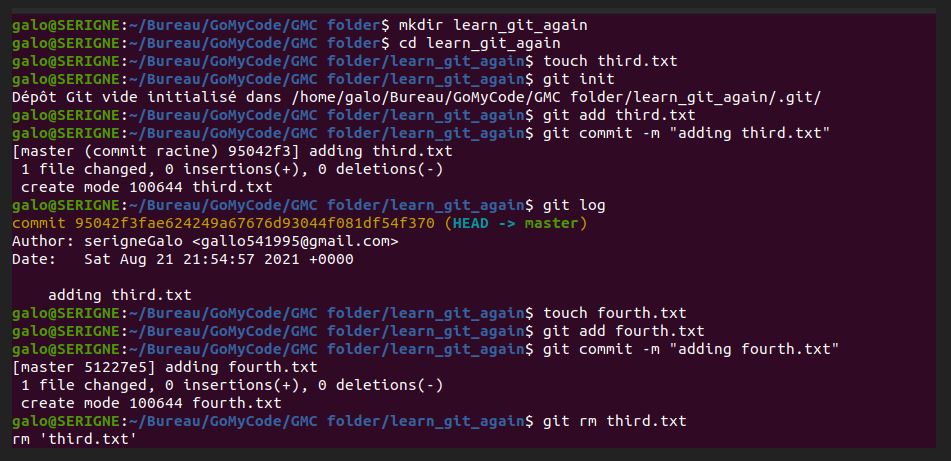 galo@SERIGNE:~/Bureau/GoMyCode/GMC folder$ mkdir learn_git_again
galo@SERIGNE:~/Bureau/GoMyCode/GMC folder$ cd learn_git_again
galo@SERIGNE:~/Bureau/GoMyCode/GMC folder/learn_git_again$ touch third.txt
galo@SERIGNE:~/Bureau/GoMyCode/GMC folder/learn_git_again$ git init
Dépôt Git vide initialisé dans /home/galo/Bureau/GoMyCode/GMC folder/learn_git_again/.git/
galo@SERIGNE:~/Bureau/GoMyCode/GMC folder/learn_git_again$ git add third.txt
galo@SERIGNE:~/Bureau/GoMyCode/GMC folder/learn_git_again$ git commit -m "adding third.txt"
[master (commit racine) 95042f3] adding third.txt
 1 file changed, 0 insertions(+), 0 deletions(-)
 create mode 100644 third.txt
galo@SERIGNE:~/Bureau/GoMyCode/GMC folder/learn_git_again$ git log
commit 95042f3fae624249a67676d93044f081df54f370 (HEAD -> master)
Author: serigneGalo <gallo541995@gmail.com>
Date:   Sat Aug 21 21:54:57 2021 +0000
    adding third.txt
galo@SERIGNE:~/Bureau/GoMyCode/GMC folder/learn_git_again$ touch fourth.txt
galo@SERIGNE:~/Bureau/GoMyCode/GMC folder/learn_git_again$ git add fourth.txt
galo@SERIGNE:~/Bureau/GoMyCode/GMC folder/learn_git_again$ git commit -m "adding fourth.txt"
[master 51227e5] adding fourth.txt
 1 file changed, 0 insertions(+), 0 deletions(-)
 create mode 100644 fourth.txt
galo@SERIGNE:~/Bureau/GoMyCode/GMC folder/learn_git_again$ git rm third.txt
rm 'third.txt'